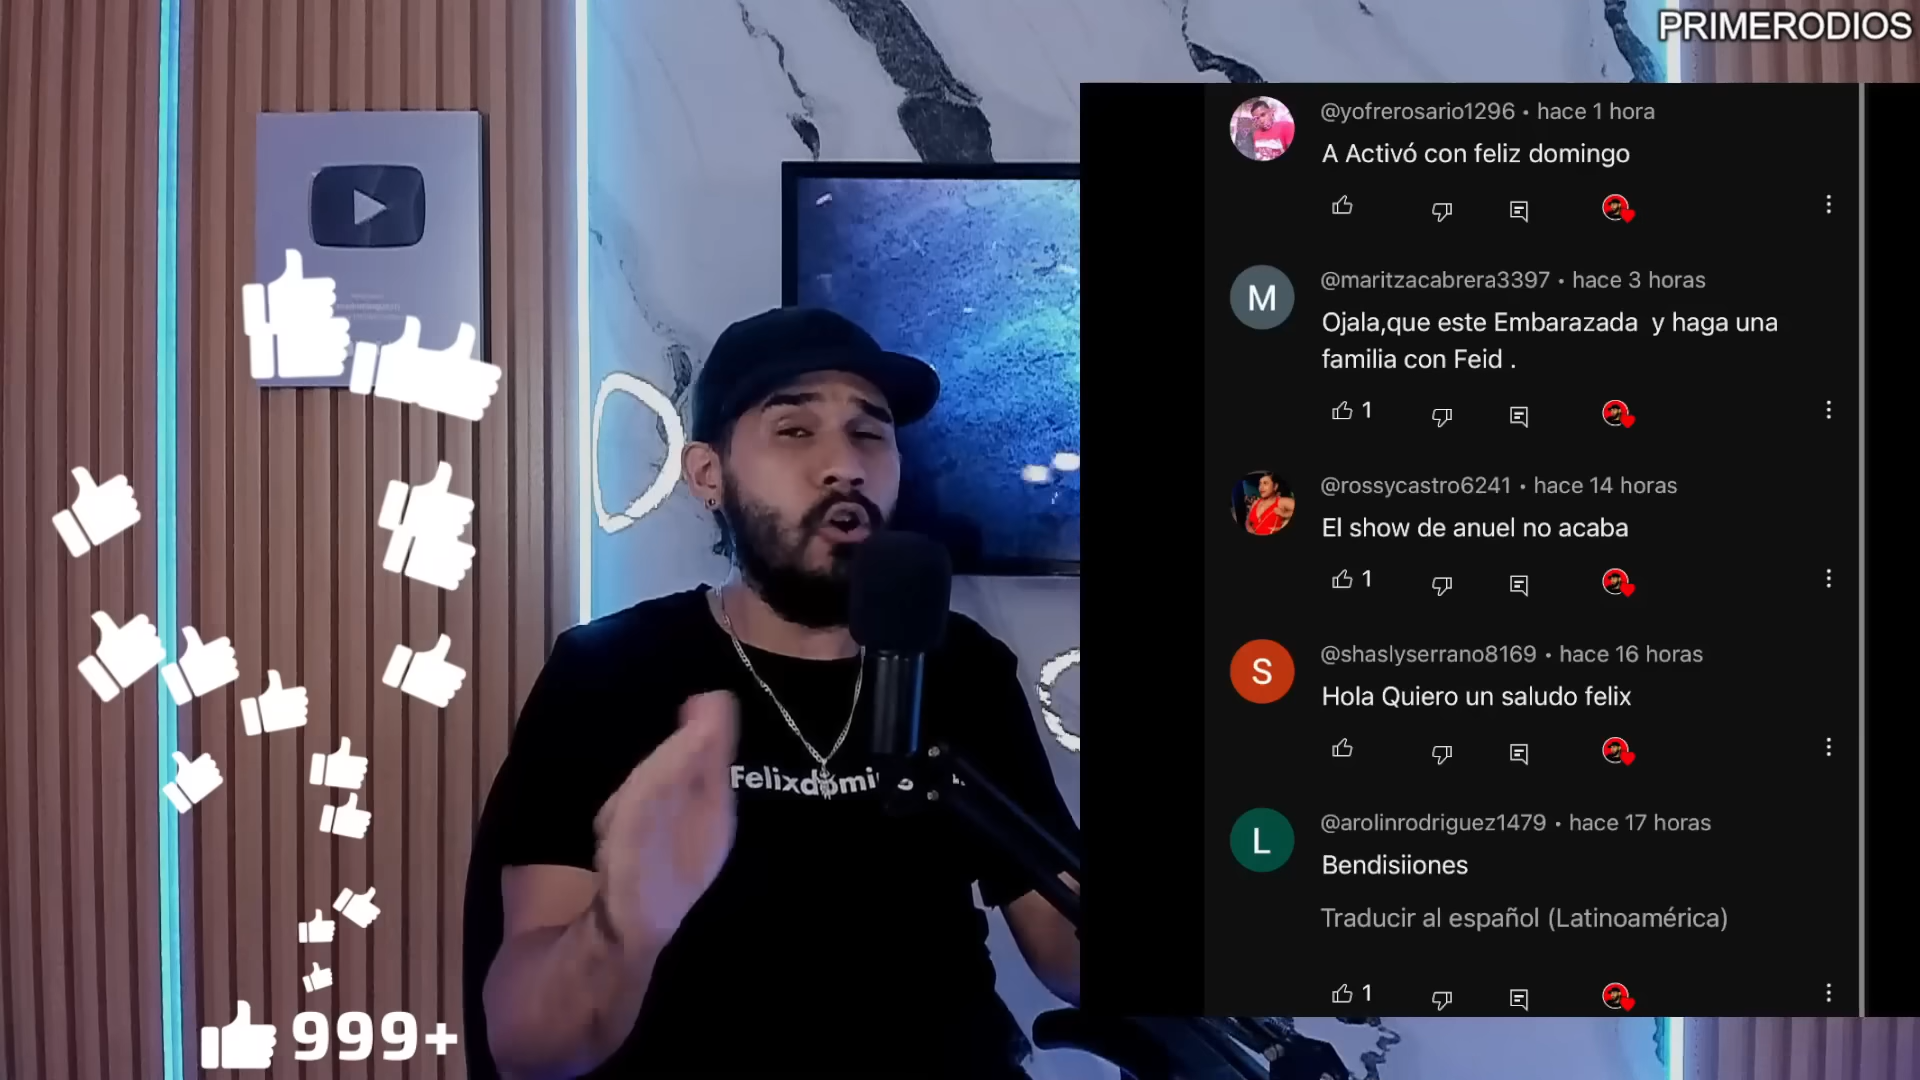 PRIMERODIOS
@yofrerosario1296 • hace 1 hora
A Activó con feliz domingo
M
@maritzacabrera3397 • hace 3 horas
Ojala,que este Embarazada y haga una
familia con Feid .
1
@rossycastro6241 • hace 14 horas
El show de anuel no acaba
1
S
@shaslyserrano8169 • hace 16 horas
Hola Quiero un saludo felix
L
@arolinrodriguez1479 • hace 17 horas
Bendisiiones
Traducir al español (Latinoamérica)
1
999+